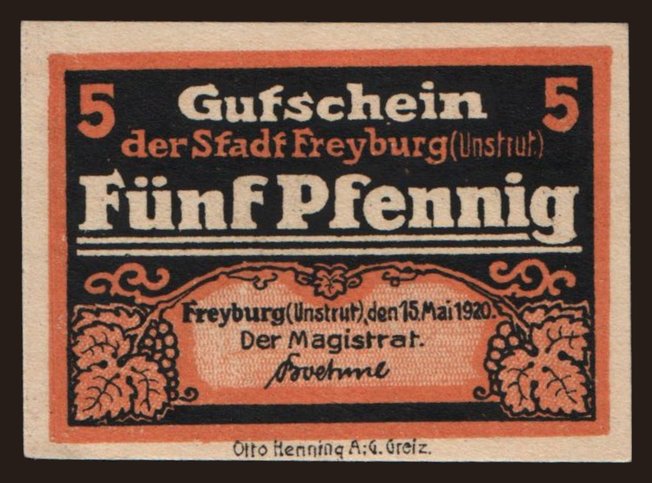 5 Gutschein 5
der Stadt Freyburg (Unstrut.)
Fünf Pfennig
Freyburg (Unstrut), den 15. Mai 1920.
Der Magistrat.
Boehme
Otto Henning A:G. Greiz.